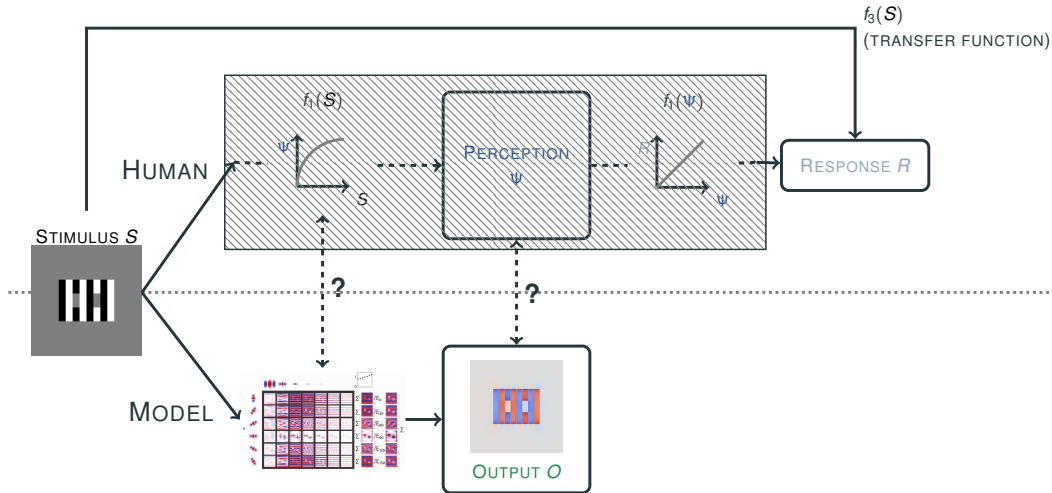 f₃(S)
(TRANSFER FUNCTION)
f₁(S)
f₁(Ψ)
Ψ
S
PERCEPTION
Ψ
R
Ψ
RESPONSE R
HUMAN
STIMULUS S
?
?
MODEL
OUTPUT O